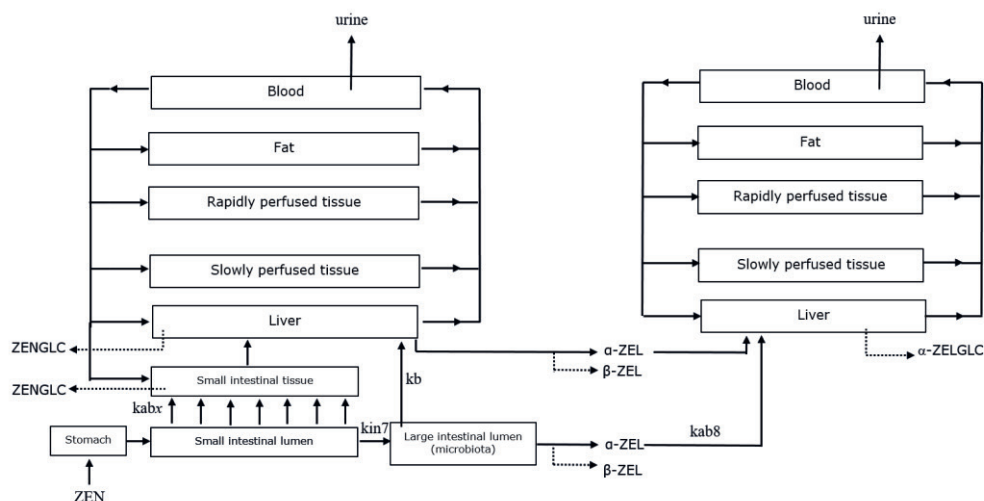 urine
urine
Blood
Blood
Fat
Fat
Rapidly perfused tissue
Rapidly perfused tissue
Slowly perfused tissue
Slowly perfused tissue
Liver
Liver
ZENGLC
α-ZEL
α-ZELGLC
β-ZEL
Small intestinal tissue
ZENGLC
kb
kabx
kin7
Stomach
Small intestinal lumen
Large intestinal lumen
(microbiota)
α-ZEL
kab8
β-ZEL
ZEN